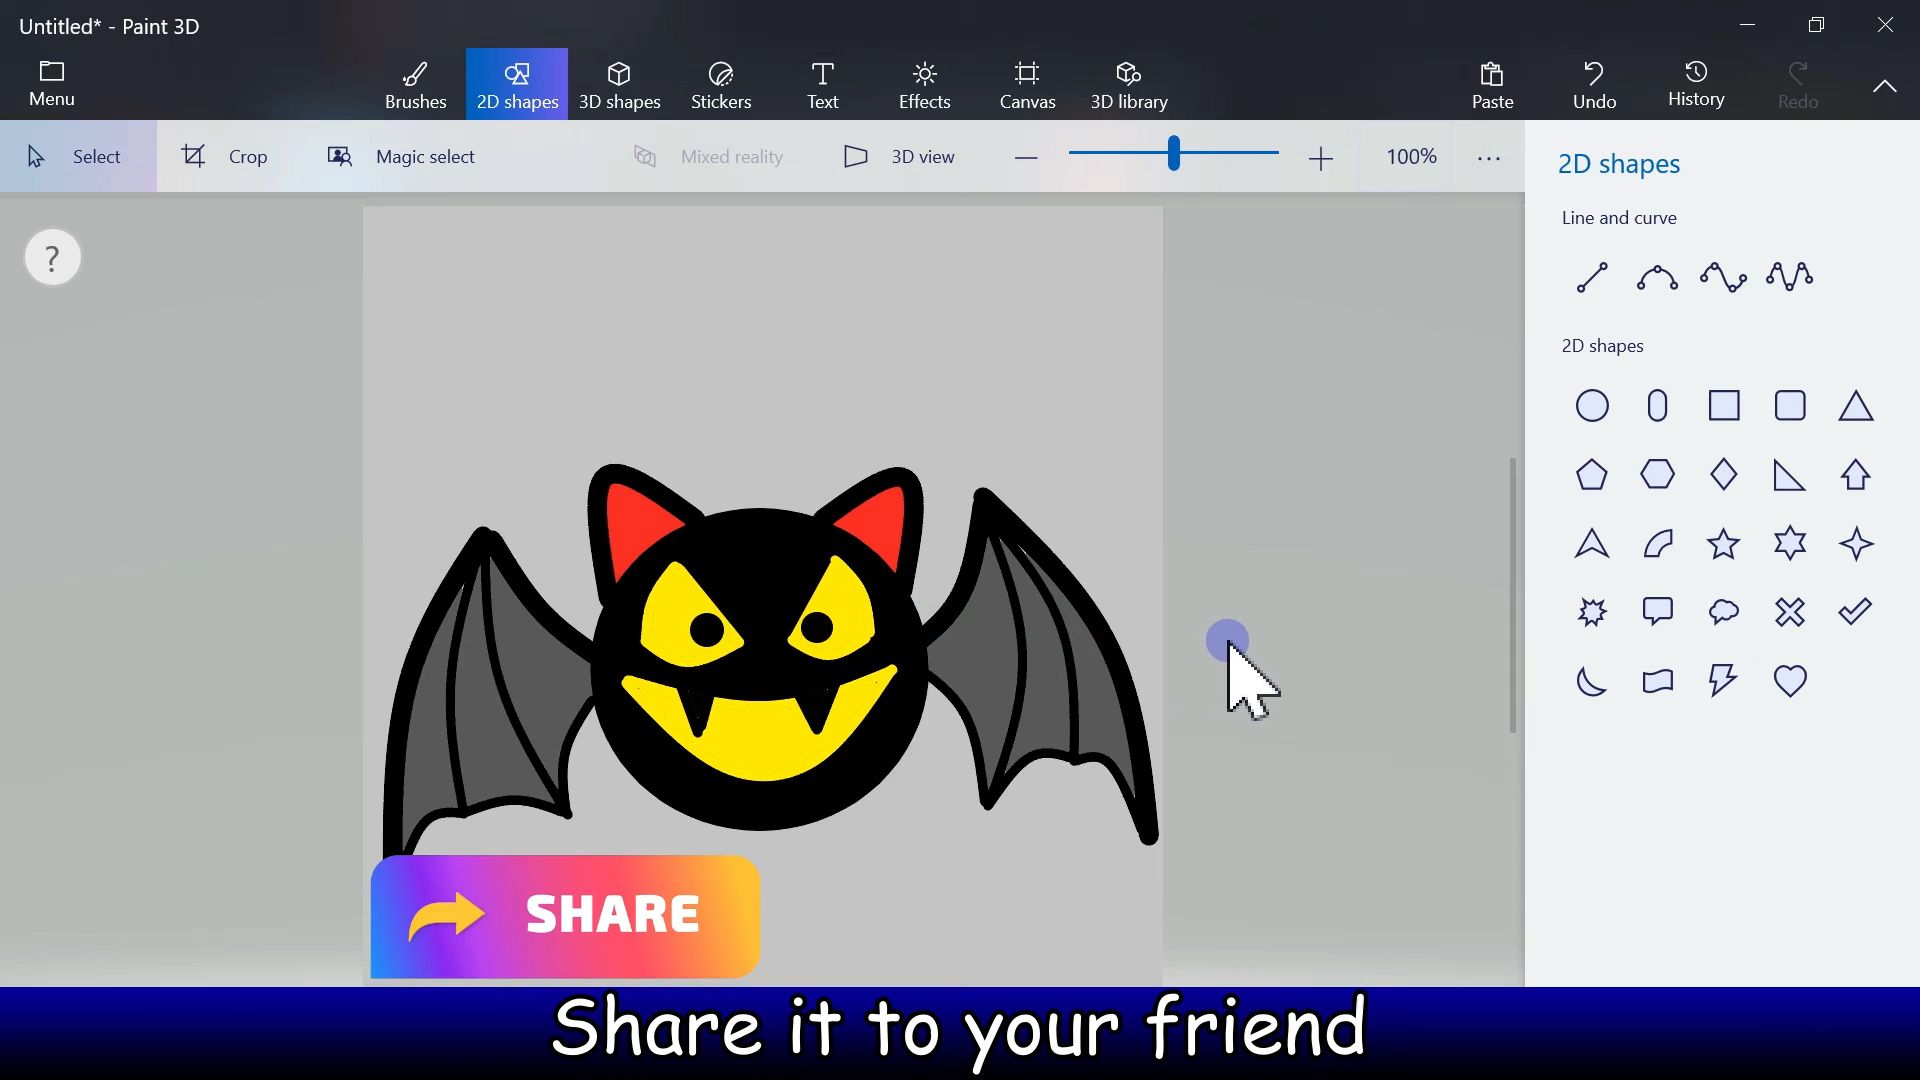 Untitled* - Paint 3D
Menu
Brushes
2D shapes
3D shapes
Stickers
Text
Effects
Canvas
3D library
Paste
Undo
History
Redo
Select
Crop
Magic select
Mixed reality
3D view
100%
2D shapes
Line and curve
?
2D shapes
SHARE
Share it to your friend